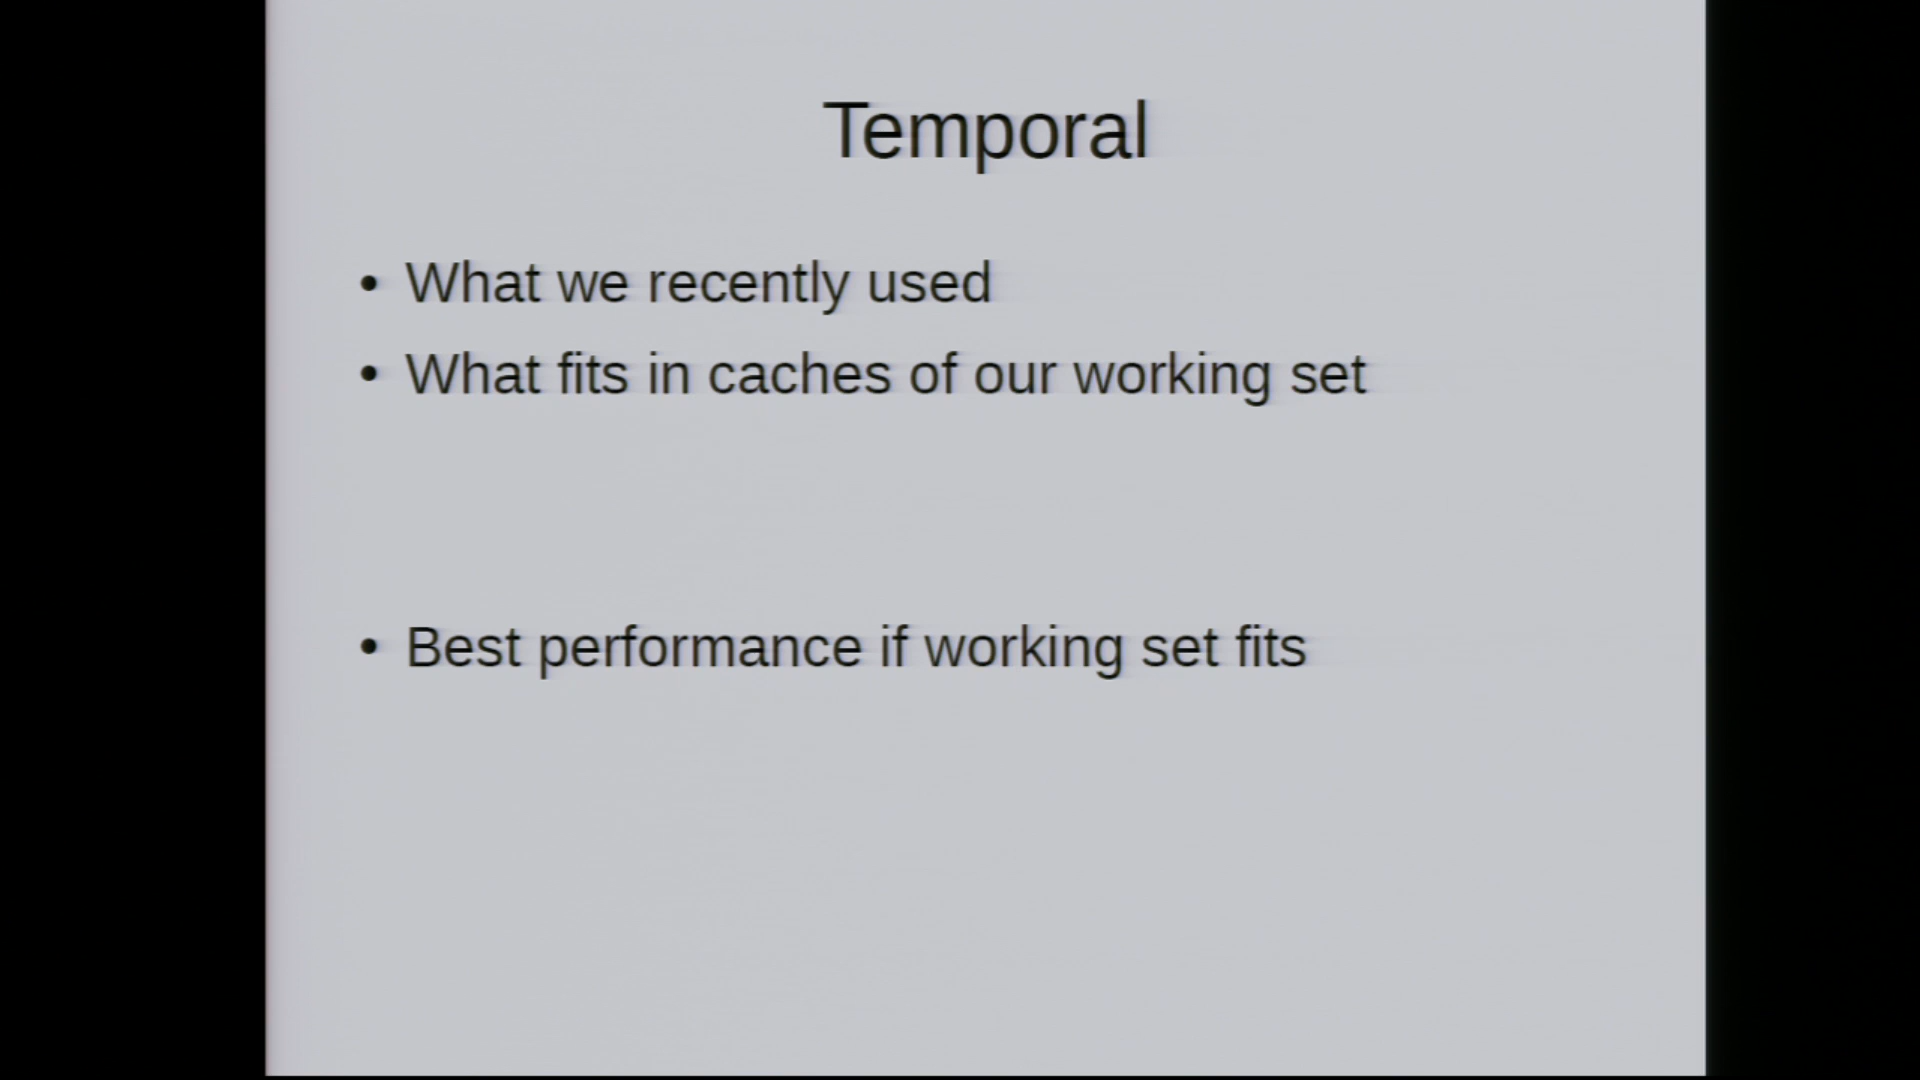 Temporal
• What we recently used
• What fits in caches of our working set
• Best performance if working set fits